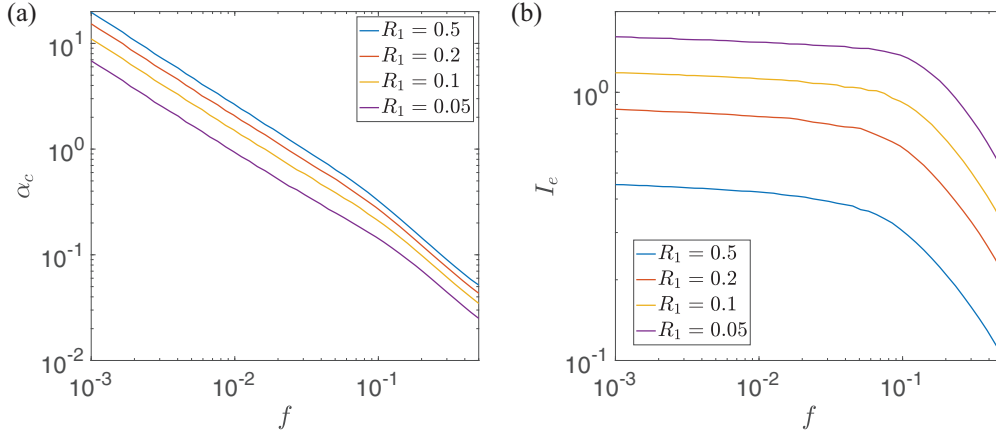 (a)
10^1
10^0
10^-1
10^-2
α_c
10^-3
10^-2
10^-1
f
R_1 = 0.5
R_1 = 0.2
R_1 = 0.1
R_1 = 0.05
(b)
10^0
10^-1
I_e
10^-3
10^-2
10^-1
f
R_1 = 0.5
R_1 = 0.2
R_1 = 0.1
R_1 = 0.05